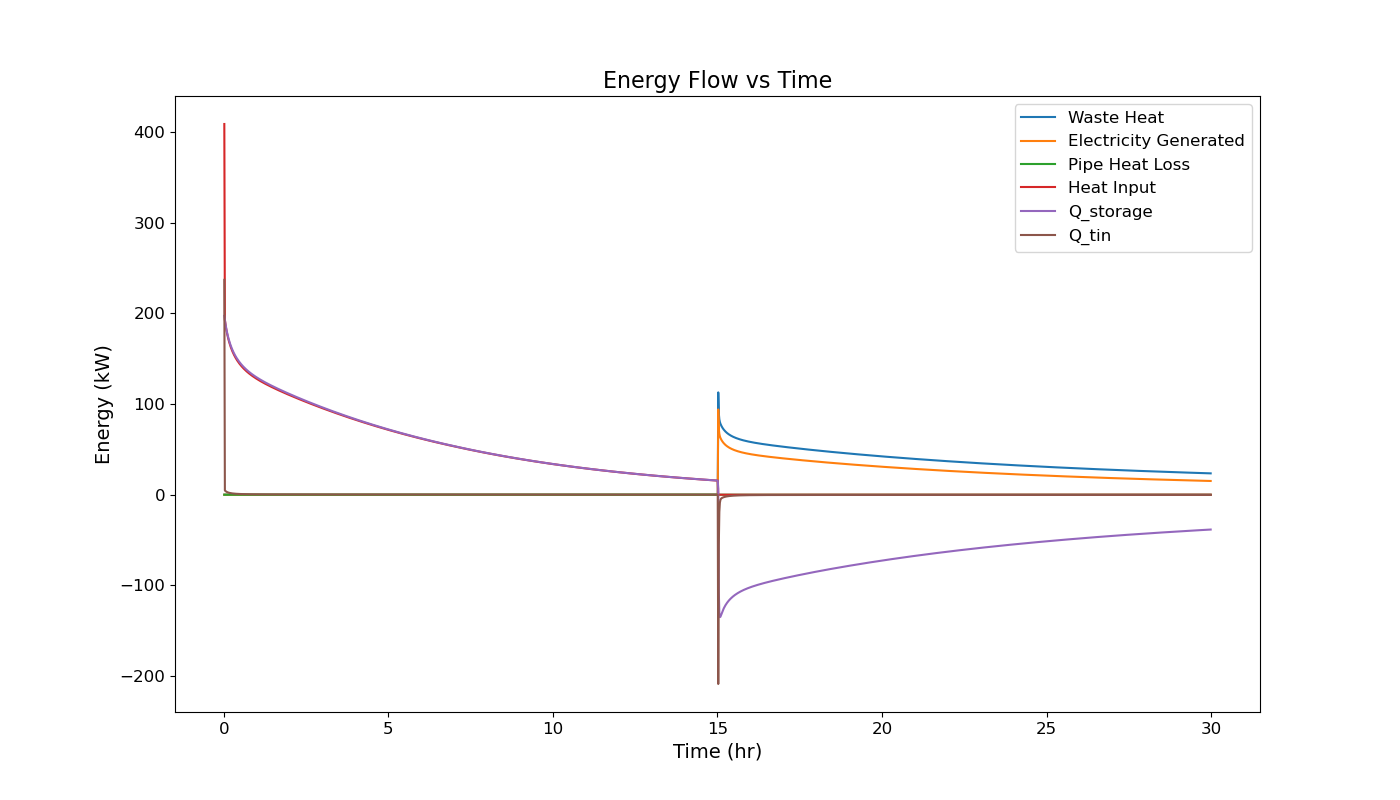 Energy Flow vs Time
Energy (kW)
400
300
200
100
0
−100
−200
Waste Heat
Electricity Generated
Pipe Heat Loss
Heat Input
Q_storage
Q_tin
0 5 10 15 20 25 30
Time (hr)